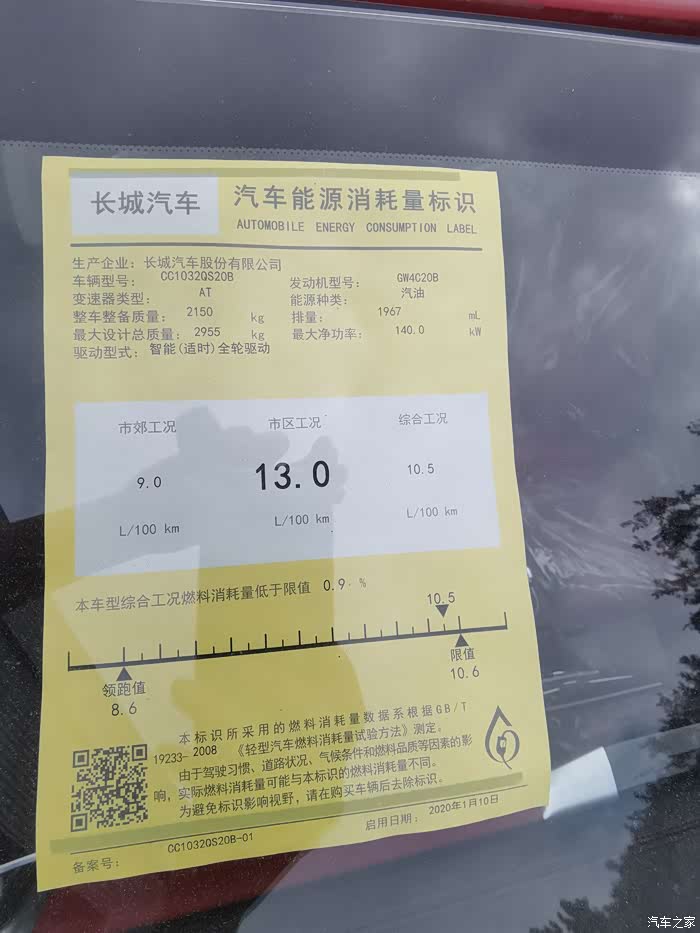 长城汽车
汽车能源消耗量标识
AUTOMOBILE ENERGY CONSUMPTION LABEL
生产企业：长城汽车股份有限公司
车辆型号： CC1032QS20B 发动机型号： GW4C20B
变速器类型： AT 能源种类： 汽油
整车整备质量： 2150 kg 排量： 1967 mL
最大设计总质量： 2955 kg 最大净功率： 140.0 kW
驱动型式：智能(适时)全轮驱动
市郊工况 市区工况 综合工况
9.0 13.0 10.5
L/100 km L/100 km L/100 km
本车型综合工况燃料消耗量低于限值 0.9 %
10.5
领跑值 限值
8.6 10.6
本标识所采用的燃料消耗量数据系根据GB/T
19233-2008 《轻型汽车燃料消耗量试验方法》测定。
由于驾驶习惯、道路状况、气候条件和燃料品质等因素的影
响，实际燃料消耗量可能与本标识的燃料消耗量不同。
为避免标识影响视野，请在购买车辆后去除标识。
备案号： CC1032QS20B-01 启用日期： 2020年1月10日
汽车之家